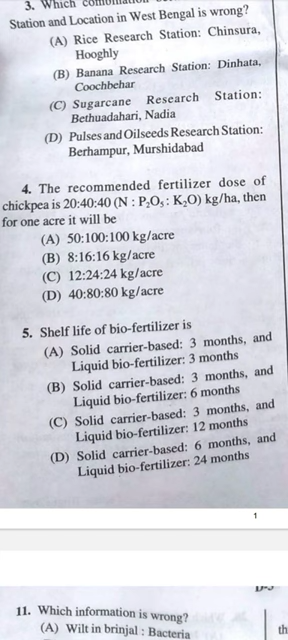 3. Which combination
Station and Location in West Bengal is wrong?
(A) Rice Research Station: Chinsura,
Hooghly
(B) Banana Research Station: Dinhata,
Coochbehar
(C) Sugarcane Research Station:
Bethuadahari, Nadia
(D) Pulses and Oilseeds Research Station:
Berhampur, Murshidabad
4. The recommended fertilizer dose of
chickpea is 20:40:40 (N : P₂O₅ : K₂O) kg/ha, then
for one acre it will be
(A) 50:100:100 kg/acre
(B) 8:16:16 kg/acre
(C) 12:24:24 kg/acre
(D) 40:80:80 kg/acre
5. Shelf life of bio-fertilizer is
(A) Solid carrier-based: 3 months, and
Liquid bio-fertilizer: 3 months
(B) Solid carrier-based: 3 months, and
Liquid bio-fertilizer: 6 months
(C) Solid carrier-based: 3 months, and
Liquid bio-fertilizer: 12 months
(D) Solid carrier-based: 6 months, and
Liquid bio-fertilizer: 24 months
1
11. Which information is wrong?
(A) Wilt in brinjal : Bacteria
th